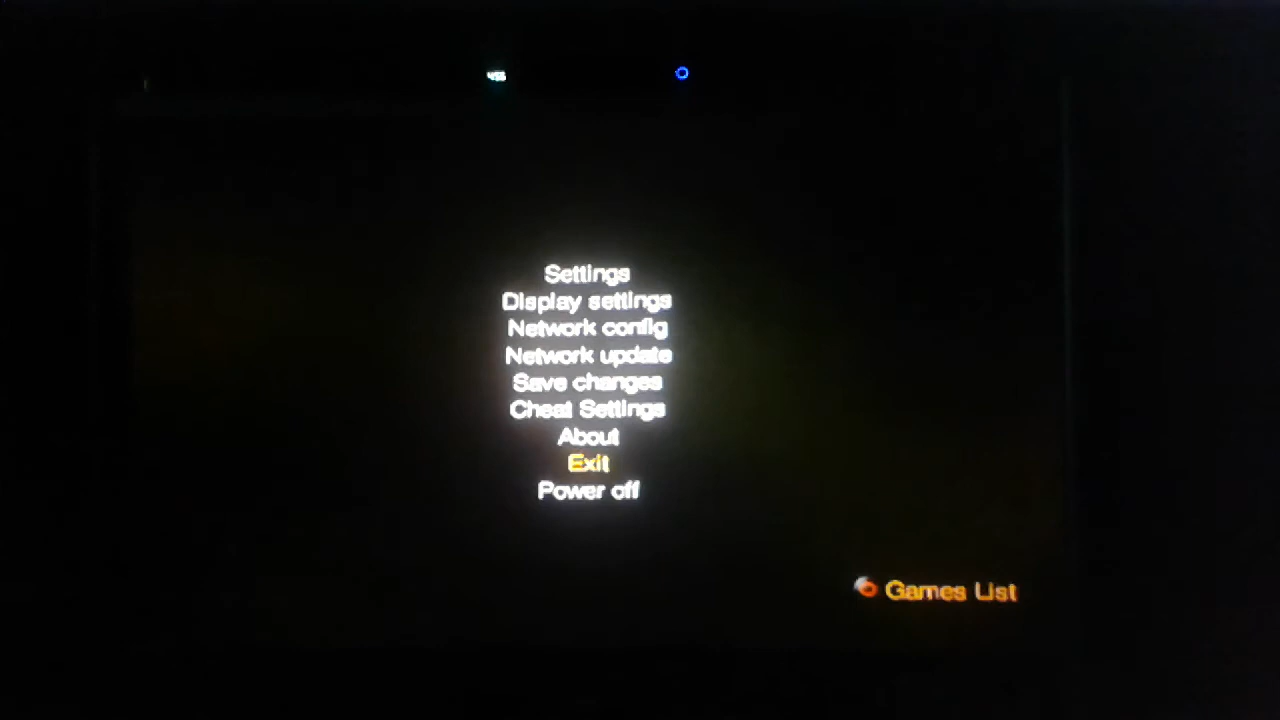 Settings
Display settings
Network config
Network update
Save changes
Cheat Settings
About
Exit
Power off
Games List